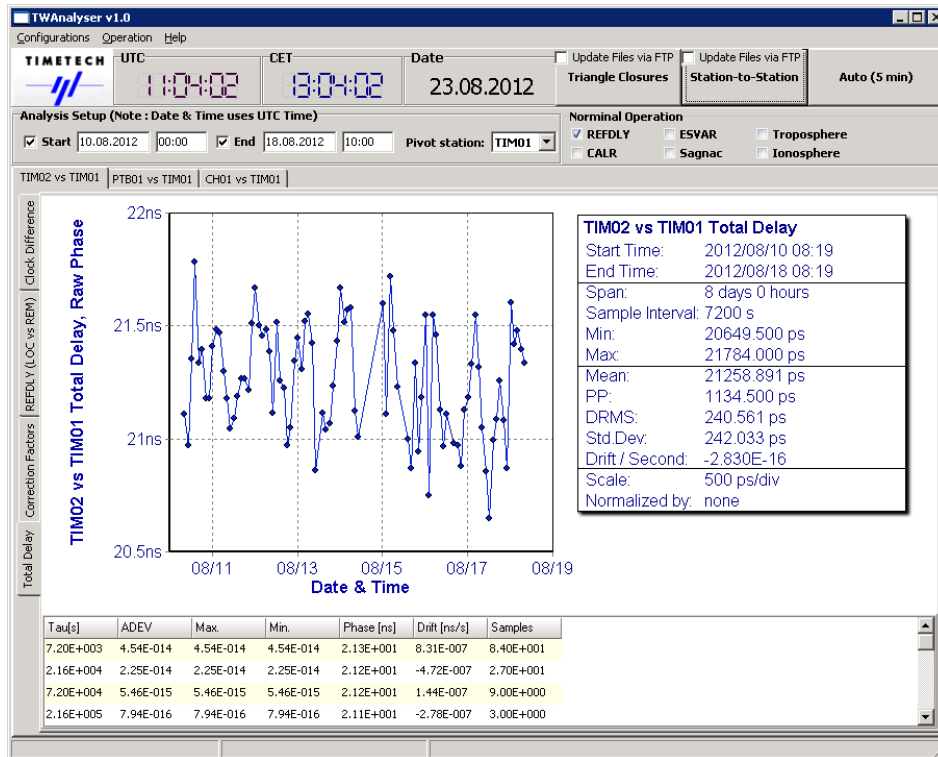 TWAnalyser v1.0
Configurations Operation Help
TIMETECH
UTC
11:04:02
CET
13:04:02
Date
23.08.2012
Update Files via FTP
Triangle Closures
Update Files via FTP
Station-to-Station
Auto (5 min)
Analysis Setup (Note : Date & Time uses UTC Time)
Start 10.08.2012 00:00 End 18.08.2012 10:00 Pivot station: TIM01
Norminal Operation
REFDLY ESVAR Troposphere
CALR Sagnac Ionosphere
TIM02 vs TIM01 PTB01 vs TIM01 CH01 vs TIM01
Clock Difference
REFDLY (LOC vs REM)
Correction Factors
Total Delay
TIM02 vs TIM01 Total Delay, Raw Phase
22ns
21.5ns
21ns
20.5ns
08/11 08/13 08/15 08/17 08/19
Date & Time
TIM02 vs TIM01 Total Delay
Start Time: 2012/08/10 08:19
End Time: 2012/08/18 08:19
Span: 8 days 0 hours
Sample Interval: 7200 s
Min: 20649.500 ps
Max: 21784.000 ps
Mean: 21258.891 ps
PP: 1134.500 ps
DRMS: 240.561 ps
Std.Dev: 242.033 ps
Drift / Second: -2.830E-16
Scale: 500 ps/div
Normalized by: none
Tau[s] ADEV Max. Min. Phase [ns] Drift [ns/s] Samples
7.20E+003 4.54E-014 4.54E-014 4.54E-014 2.13E+001 8.31E-007 8.40E+001
2.16E+004 2.25E-014 2.25E-014 2.25E-014 2.12E+001 -4.72E-007 2.70E+001
7.20E+004 5.46E-015 5.46E-015 5.46E-015 2.12E+001 1.44E-007 9.00E+000
2.16E+005 7.94E-016 7.94E-016 7.94E-016 2.11E+001 -2.78E-007 3.00E+000